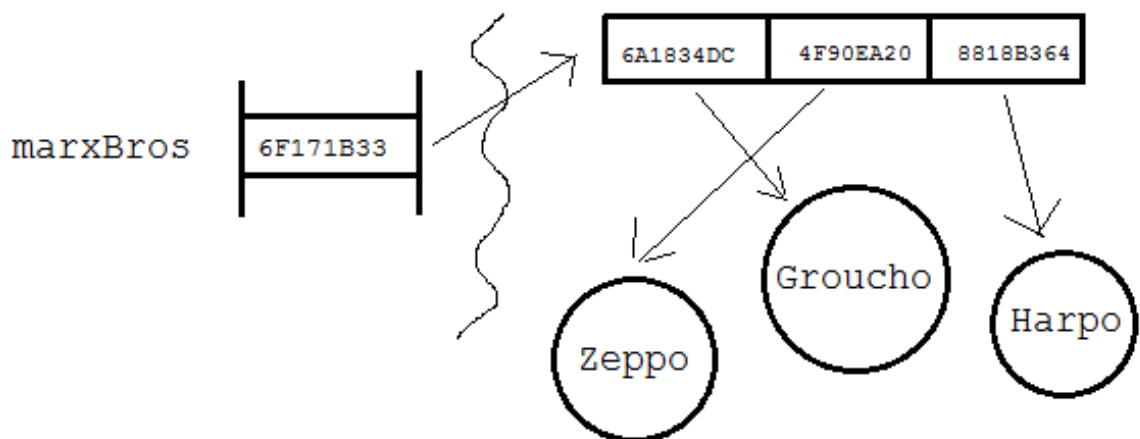 6A1834DC 4F90EA20 8818B364
marxBros 6F171B33
Groucho
Harpo
Zeppo